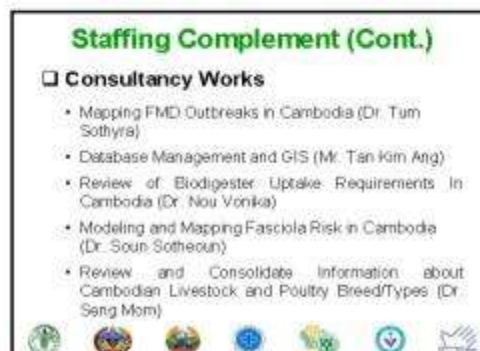 Staffing Complement (Cont.)
❑ Consultancy Works
• Mapping FMD Outbreaks in Cambodia (Dr. Tum
Sothyra)
• Database Management and GIS (Mr. Tan Kim Ang)
• Review of Biodigester Uptake Requirements In
Cambodia (Dr. Nou Vonika)
• Modeling and Mapping Fasciola Risk in Cambodia
(Dr. Soun Sotheoun)
• Review and Consolidate Information about
Cambodian Livestock and Poultry Breed/Types (Dr.
Seng Mom)